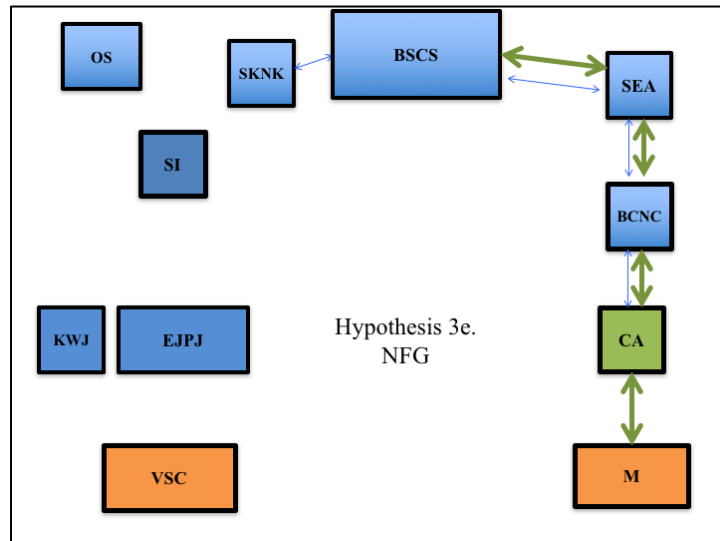 OS
SKNK
BSCS
SEA
SI
BCNC
KWJ
EJPJ
Hypothesis 3e.
NFG
CA
VSC
M